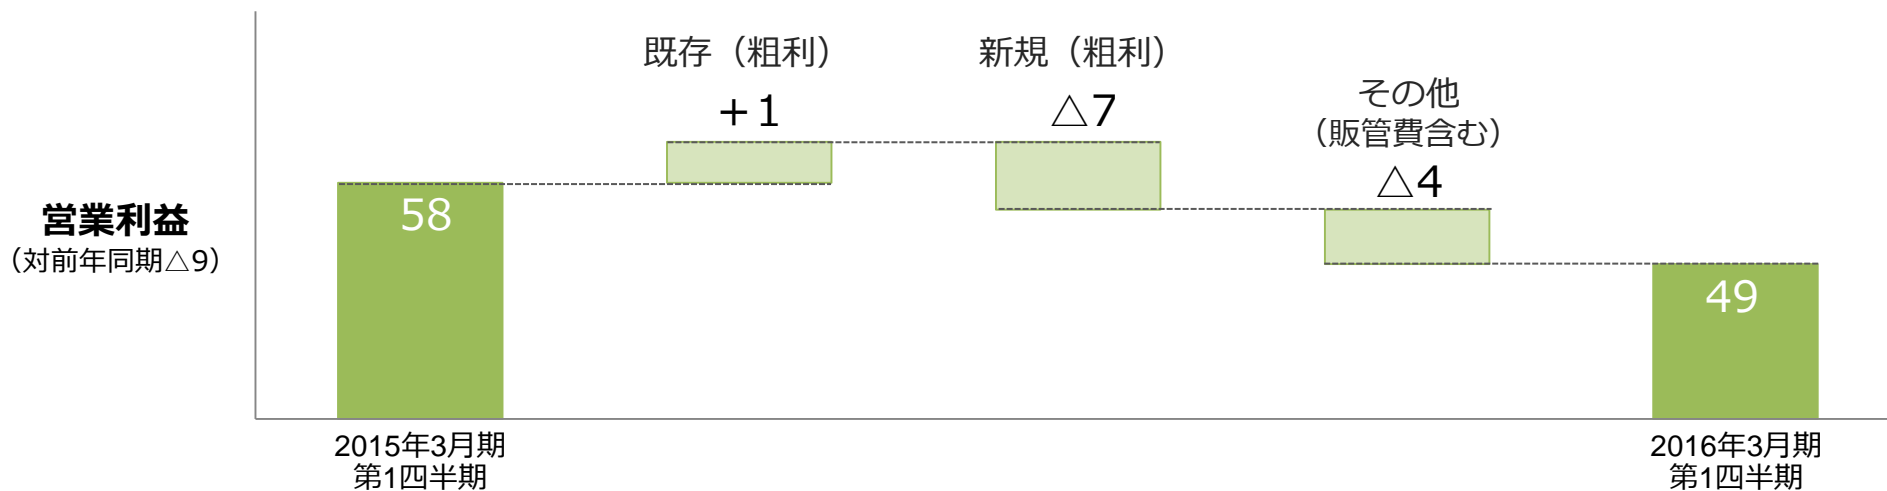 既存（粗利）
＋1
新規（粗利）
△7
その他
（販管費含む）
△4
営業利益
（対前年同期△9）
58
49
2015年3月期
第1四半期
2016年3月期
第1四半期